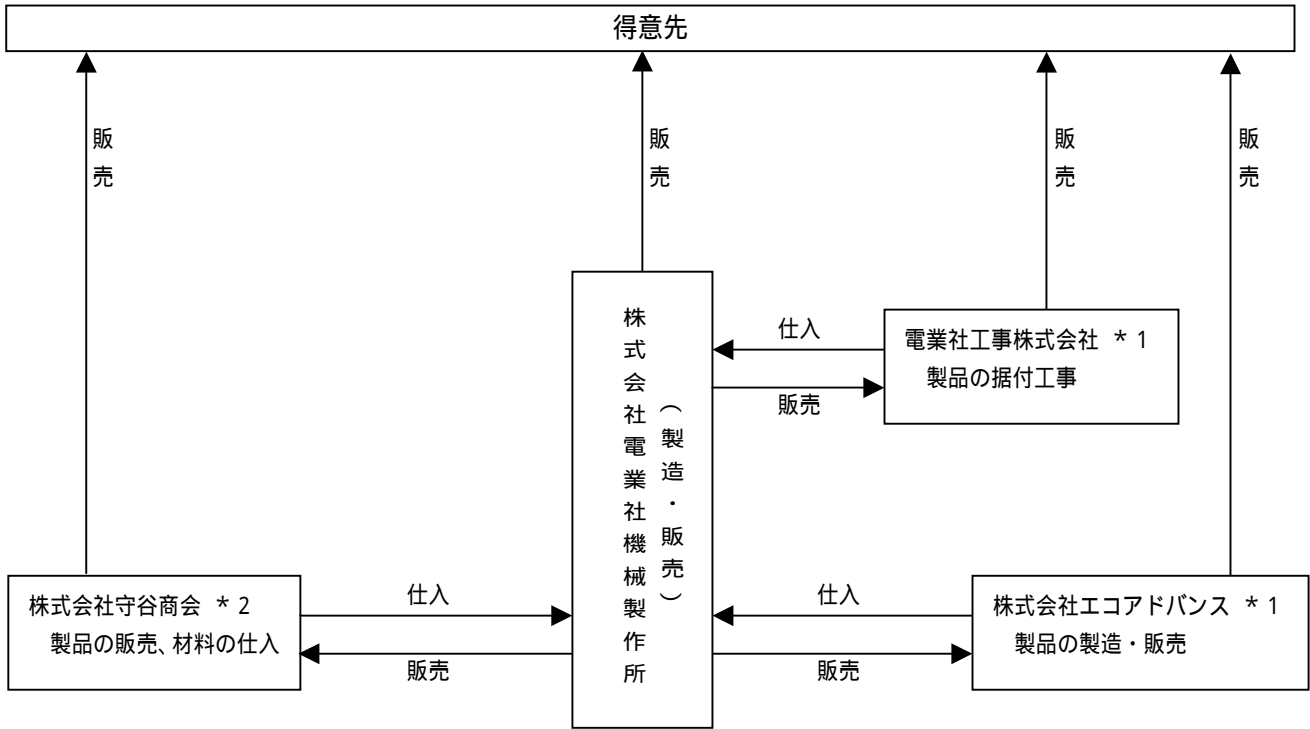 得意先
販売
販売
販売
販売
株式会社電業社機械製作所
（製造・販売）
仕入
販売
電業社工事株式会社 ＊1
製品の据付工事
株式会社守谷商会 ＊2
製品の販売、材料の仕入
仕入
販売
仕入
販売
株式会社エコアドバンス ＊1
製品の製造・販売